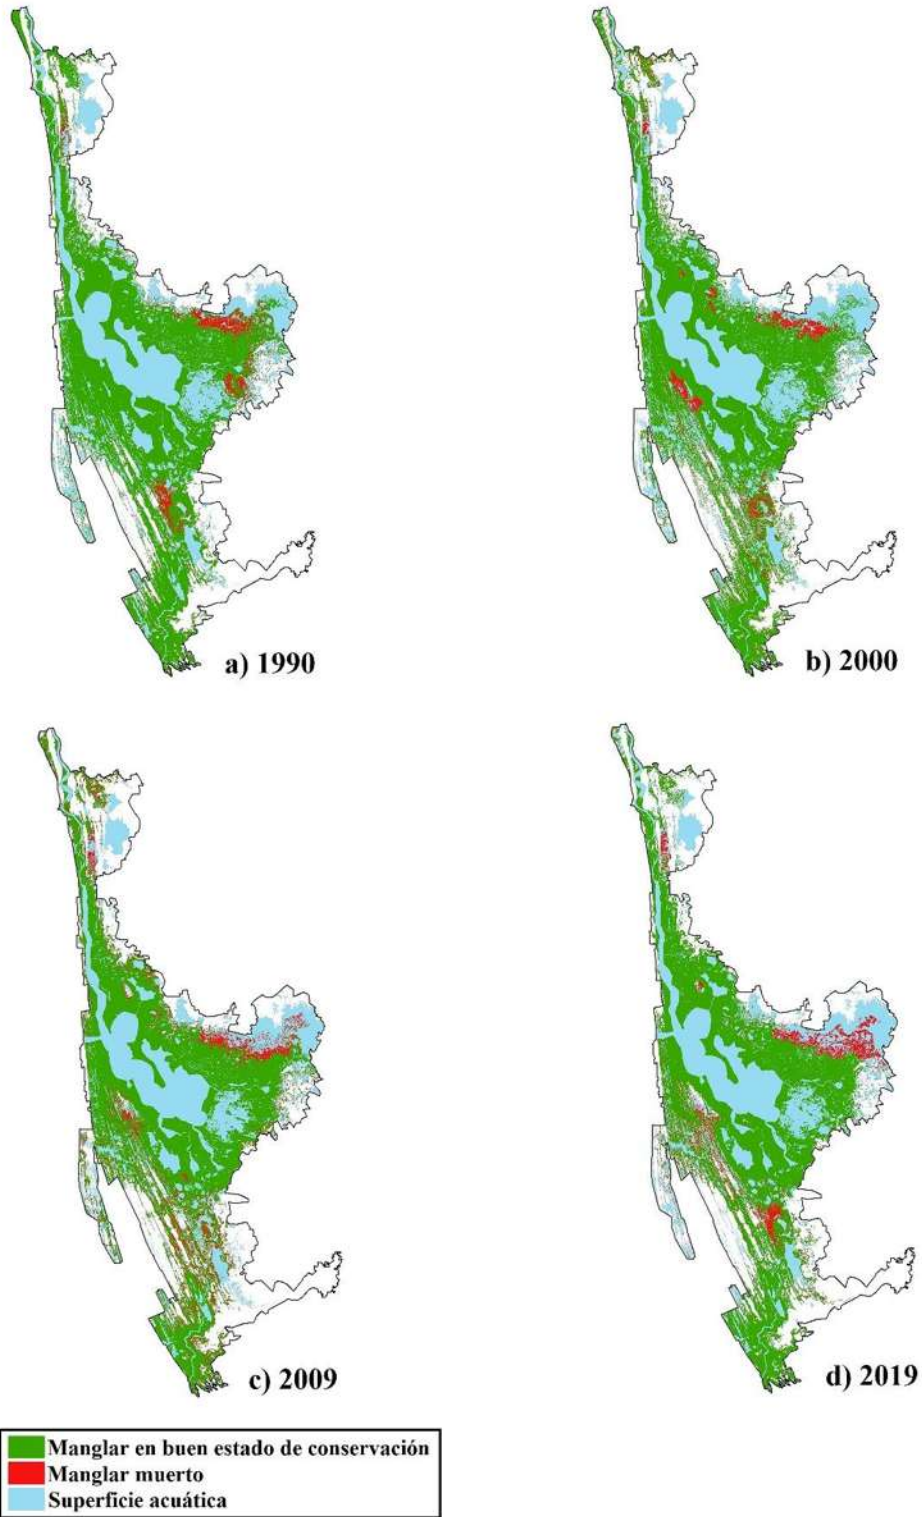 a) 1990
b) 2000
c) 2009
d) 2019
Manglar en buen estado de conservación
Manglar muerto
Superficie acuática